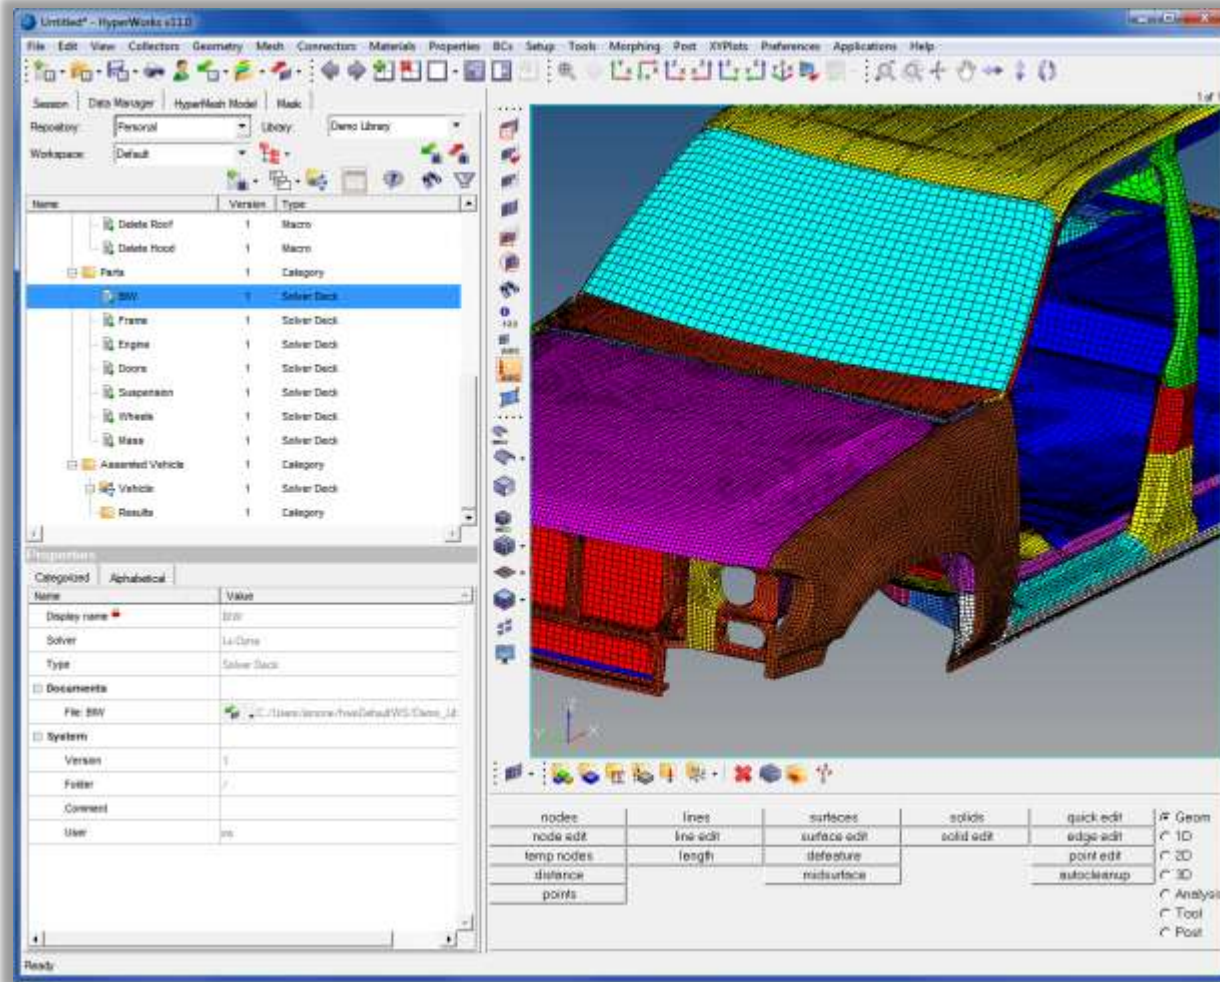 Untitled* - HyperWorks v11.0
File Edit View Collectors Geometry Mesh Connectors Materials Properties BCs Setup Tools Morphing Post XYPlots Preferences Applications Help
Session Data Manager HyperMesh Model Mask
1 of 1
Repository: Personal Library: Demo Library
Workspace: Default
Name Version Type
Delete Roof 1 Macro
Delete Hood 1 Macro
Parts 1 Category
BIW 1 Solver Deck
Frame 1 Solver Deck
Engine 1 Solver Deck
Doors 1 Solver Deck
Suspension 1 Solver Deck
Wheels 1 Solver Deck
Mass 1 Solver Deck
Assembled Vehicle 1 Category
Vehicle 1 Solver Deck
Results 1 Category
Properties
Categorized Alphabetical
Name Value
Display name BIW
Solver Ls-Dyna
Type Solver Deck
Documents
File: BIW
System
Version 1
Folder /
Comment
User
Z
Y X
nodes lines surfaces solids quick edit Geom
node edit line edit surface edit solid edit edge edit 1D
temp nodes length defeature point edit 2D
distance midsurface autocleanup 3D
points Analysis
Tool
Post
Ready